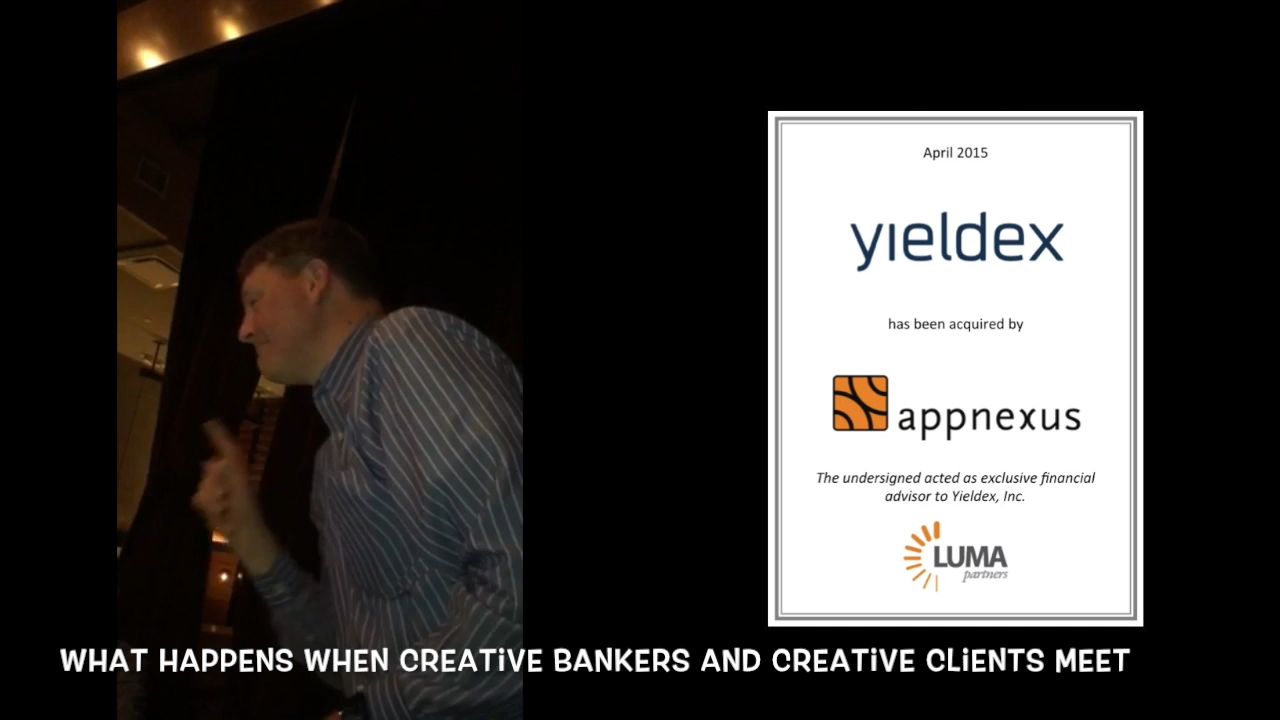 April 2015
yieldex
has been acquired by
appnexus
The undersigned acted as exclusive financial
advisor to Yieldex, Inc.
LUMA
partners
WHAT HAPPENS WHEN CREATiVE BANKERS AND CREATiVE CLiENTS MEET